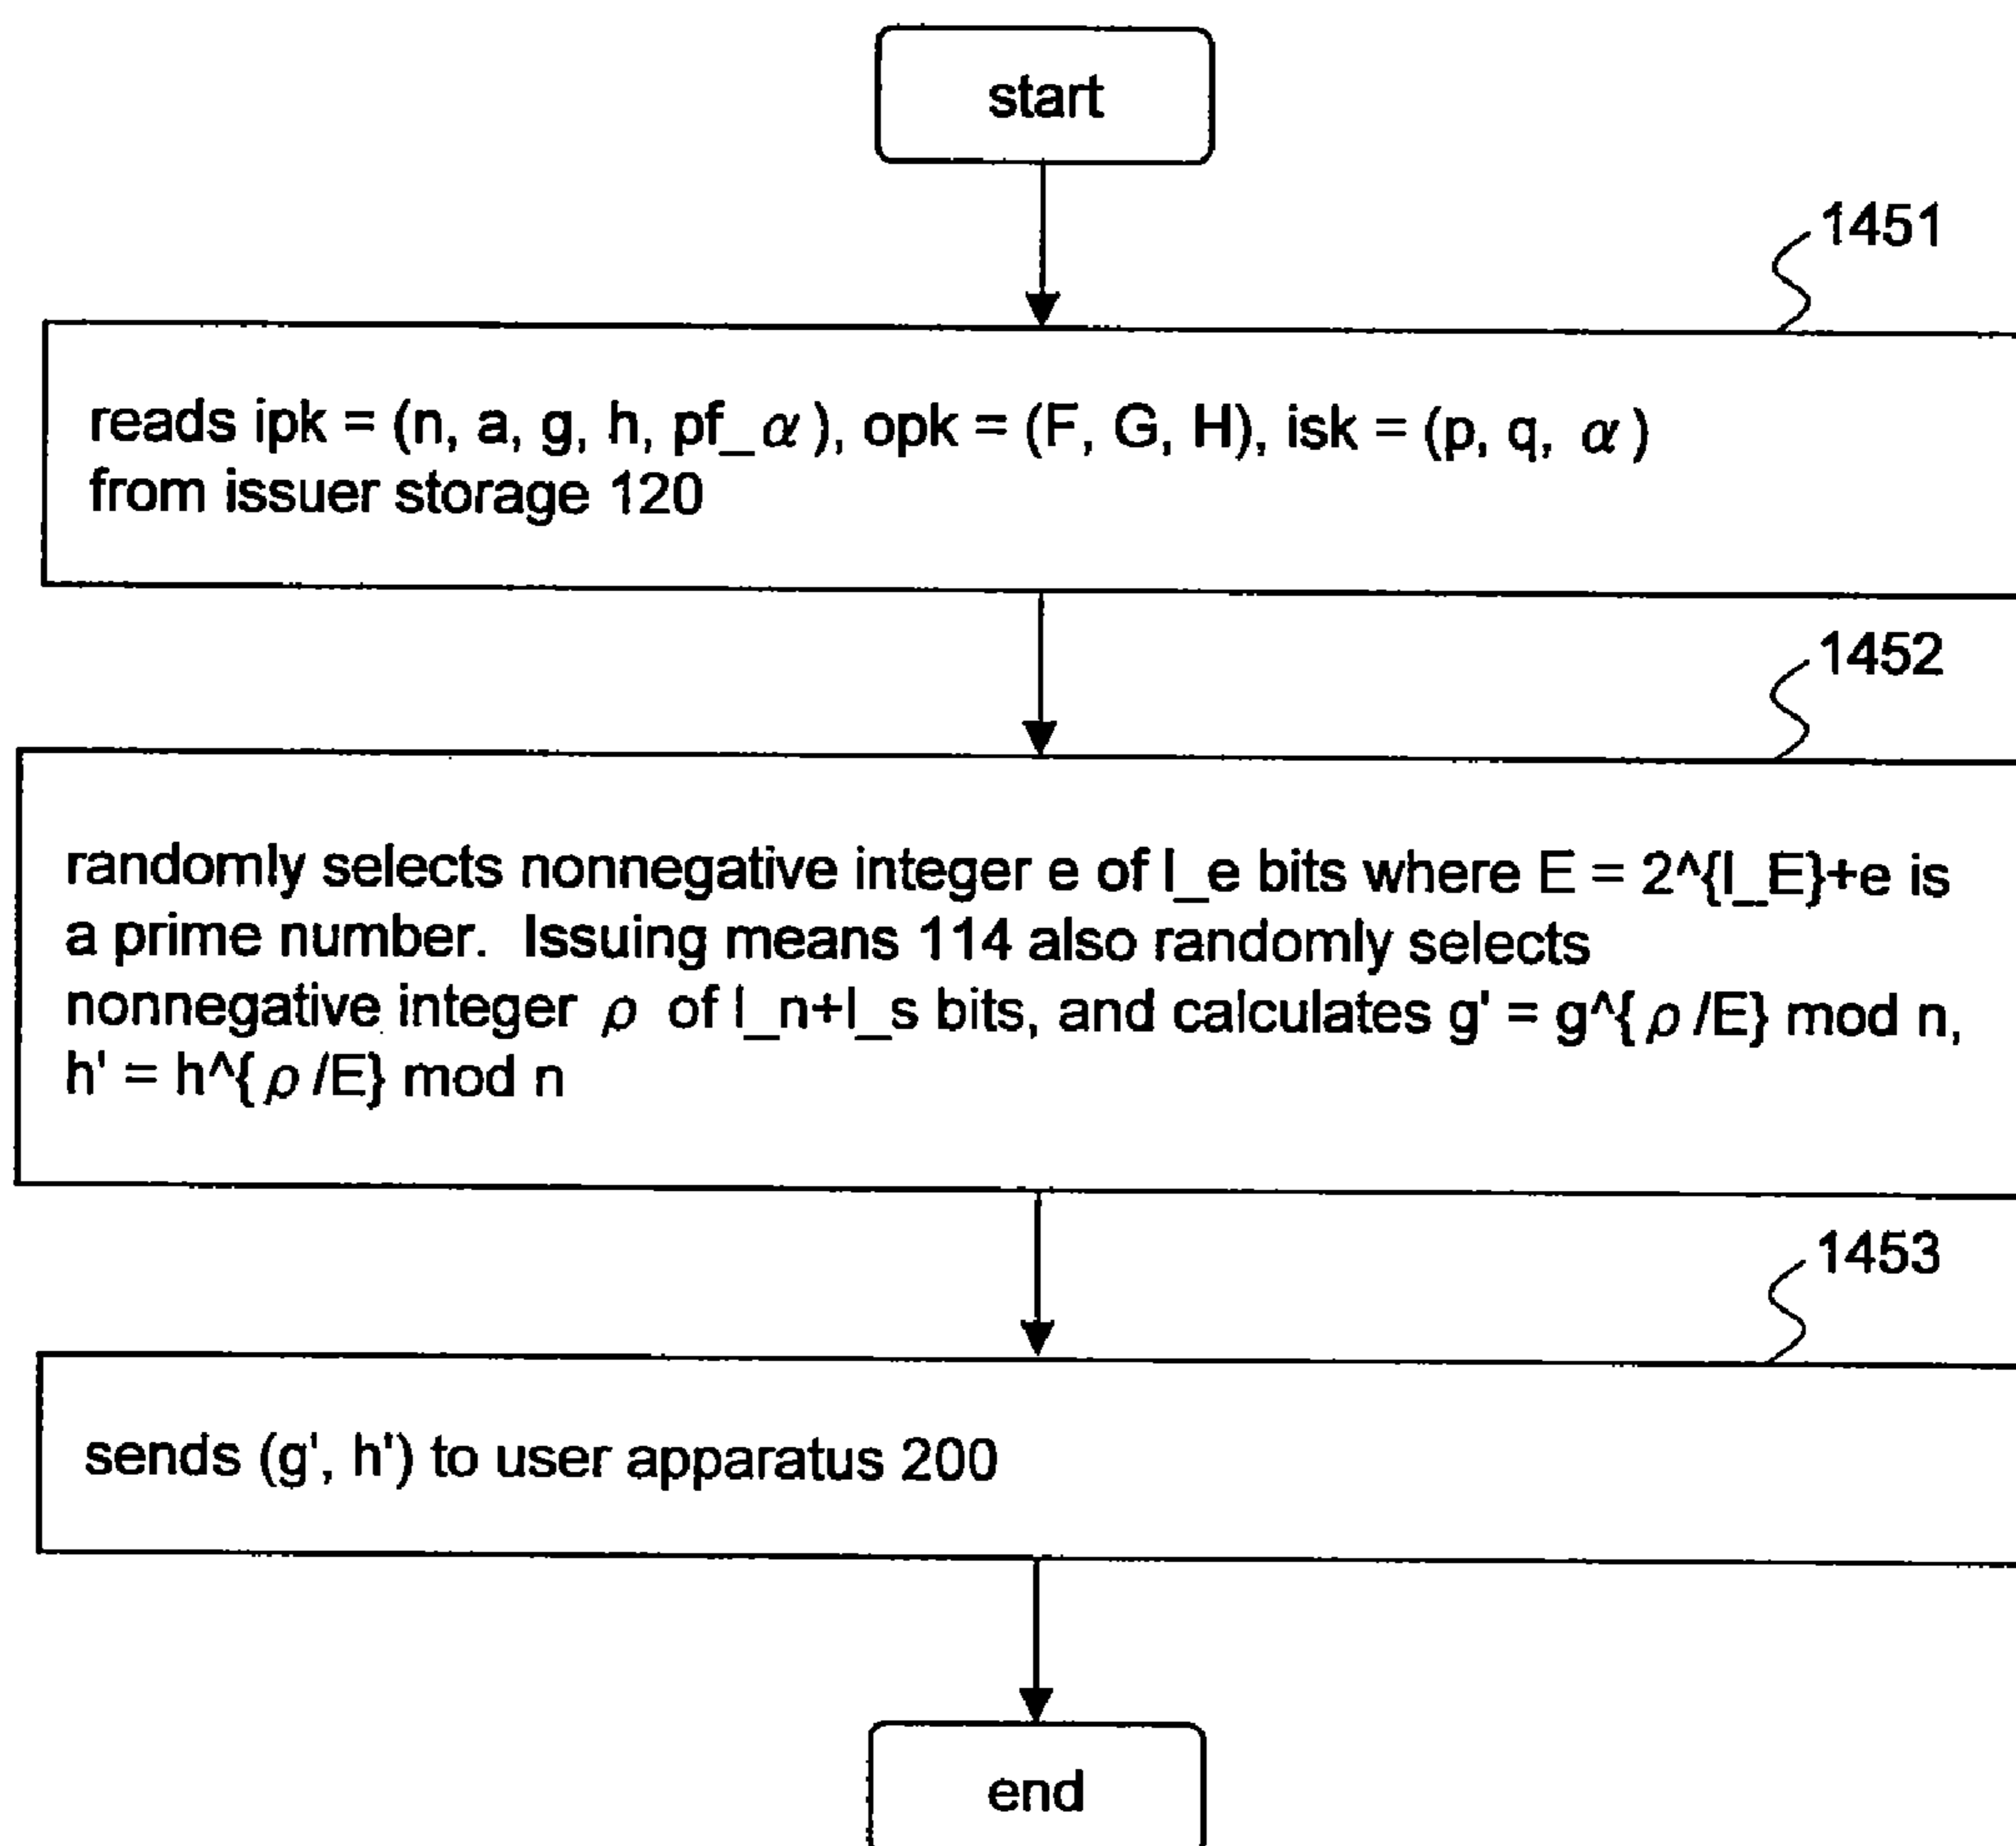 start
1451
reads ipk = (n, a, g, h, pf_α), opk = (F, G, H), isk = (p, q, α)
from issuer storage 120
1452
randomly selects nonnegative integer e of l_e bits where E = 2^{l_E}+e is
a prime number. Issuing means 114 also randomly selects
nonnegative integer ρ of l_n+l_s bits, and calculates g' = g^{ρ/E} mod n,
h' = h^{ρ/E} mod n
1453
sends (g', h') to user apparatus 200
end